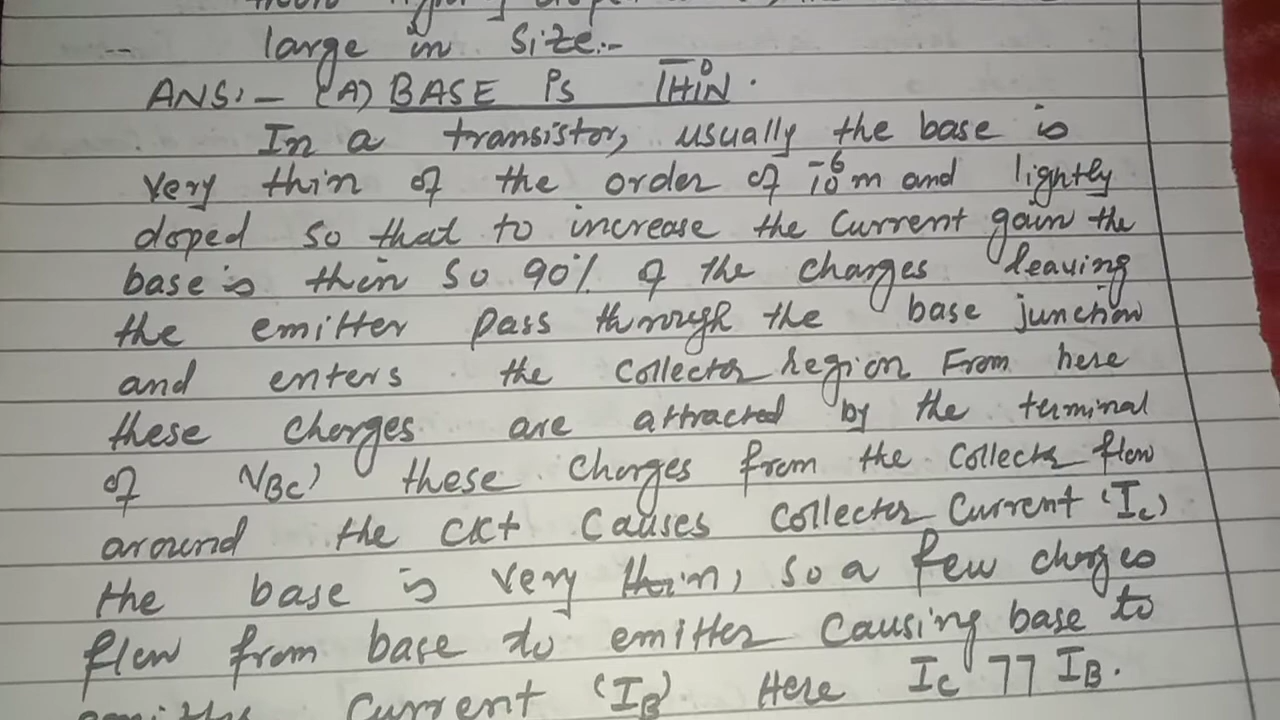 large in Size:-
ANS:- (A) BASE is THIN.
In a transistor, usually the base is
very thin of the order of 10⁻⁶m and lightly
doped so that to increase the current gain the
base is thin so 90% of the charges leaving
the emitter pass through the base junction
and enters the collector region From here
these charges are attracted by the terminal
of VBC) these charges from the collector flow
around the CKt causes collector current (Ic)
the base is very thin, so a few charges
flow from base to emitter causing base to
current (IB) Here Ic 77 IB.